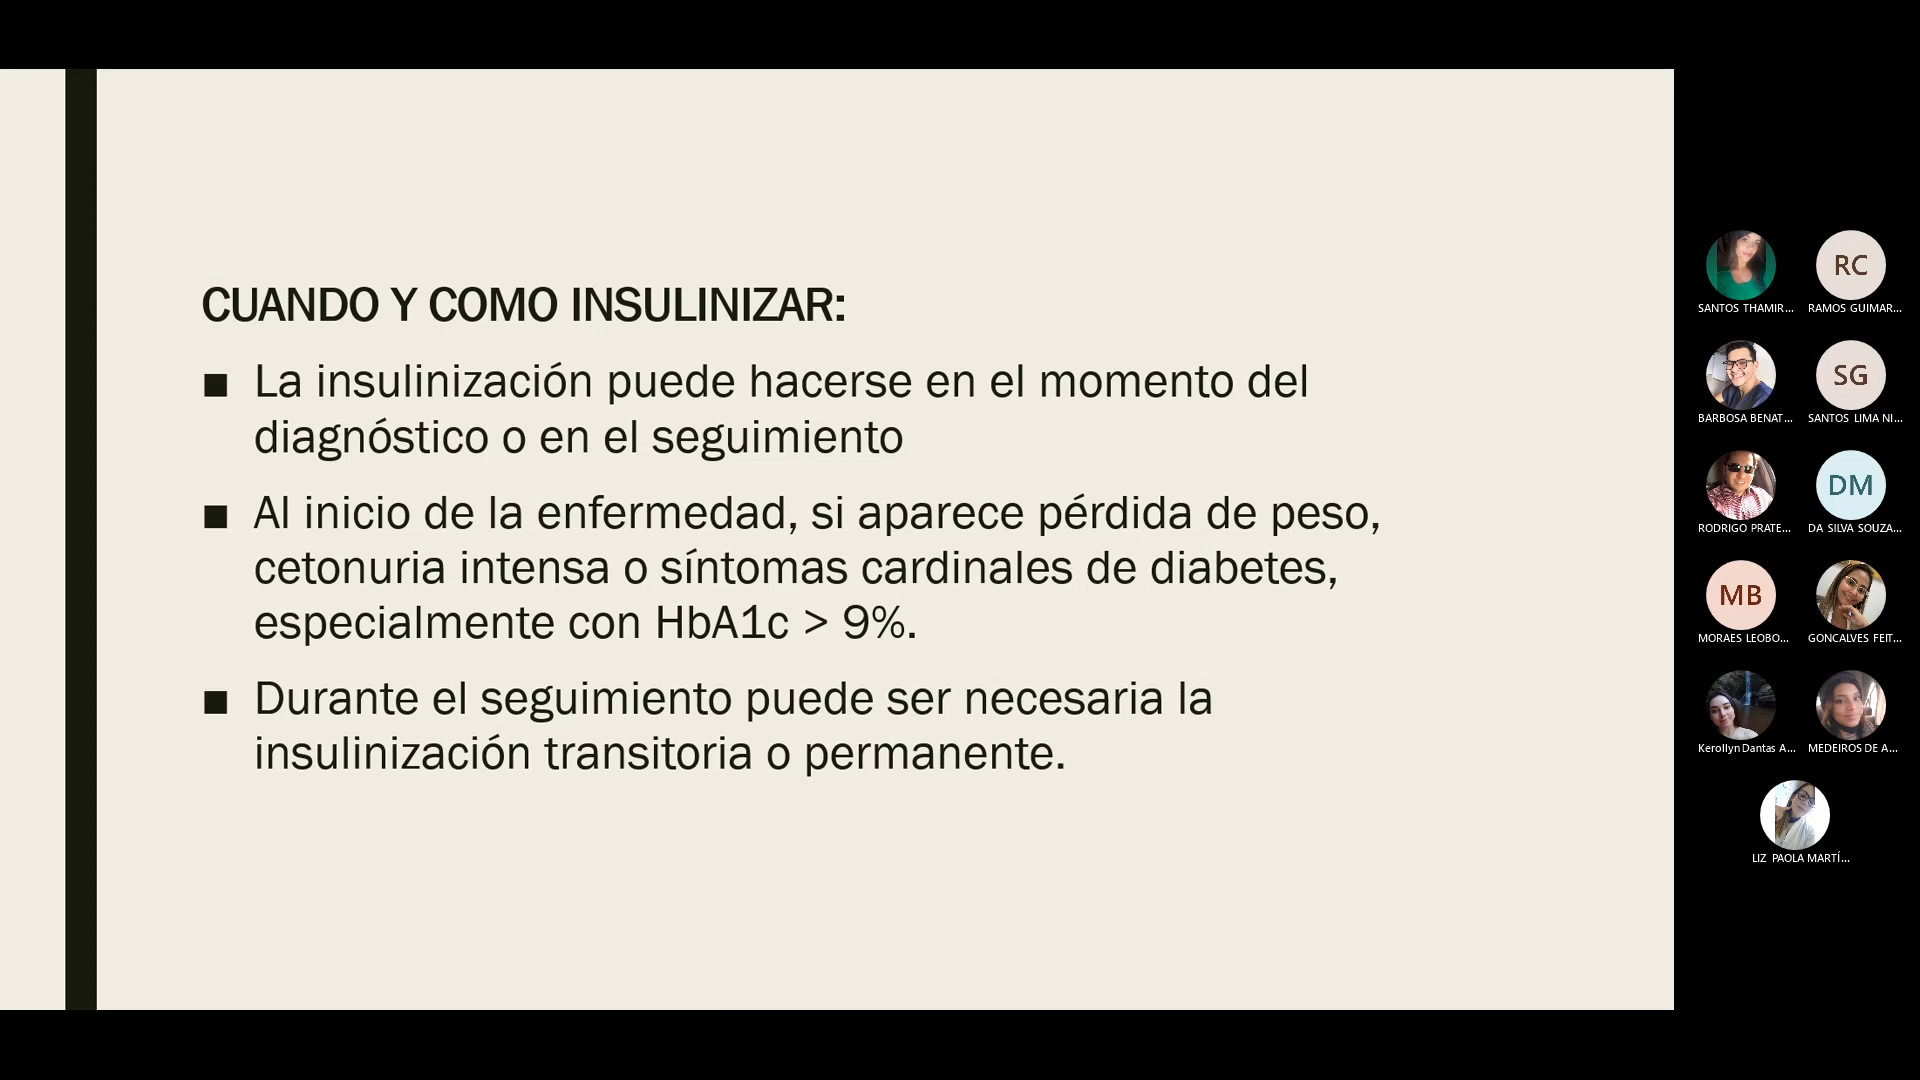 CUANDO Y COMO INSULINIZAR:
■ La insulinización puede hacerse en el momento del
diagnóstico o en el seguimiento
■ Al inicio de la enfermedad, si aparece pérdida de peso,
cetonuria intensa o síntomas cardinales de diabetes,
especialmente con HbA1c > 9%.
■ Durante el seguimiento puede ser necesaria la
insulinización transitoria o permanente.
RC
SANTOS THAMIR... RAMOS GUIMAR...
SG
BARBOSA BENAT... SANTOS LIMA NI...
DM
RODRIGO PRATE... DA SILVA SOUZA...
MB
MORAES LEOBO... GONCALVES FEIT...
Kerollyn Dantas A... MEDEIROS DE A...
LIZ PAOLA MARTÍ...